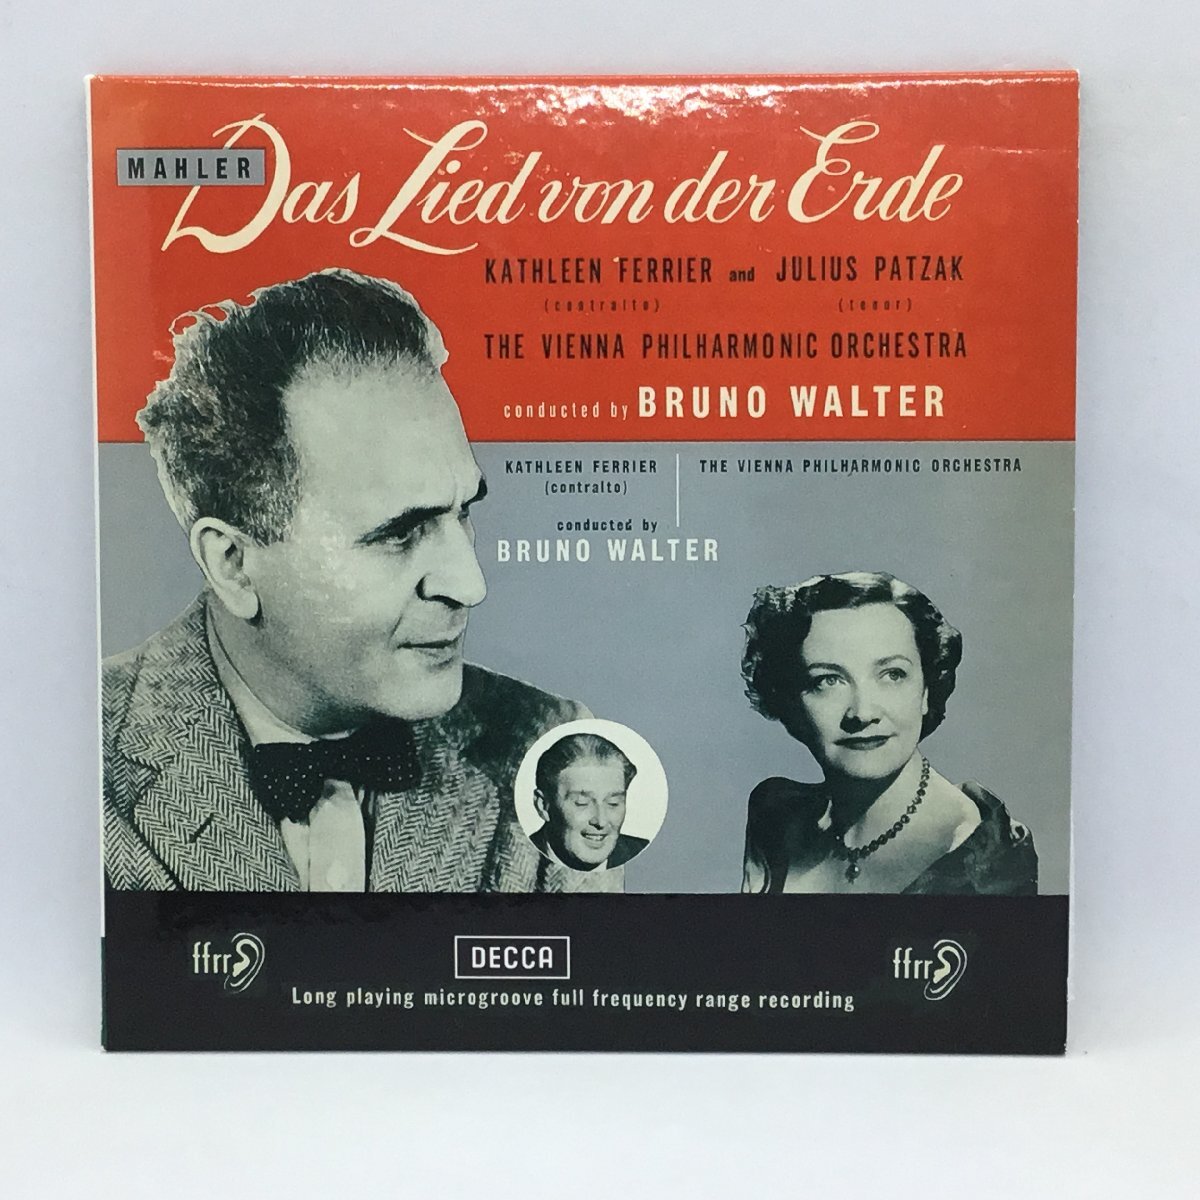 MAHLER
Das Lied von der Erde
KATHLEEN FERRIER and JULIUS PATZAK
(contralto) (tenor)
THE VIENNA PHILHARMONIC ORCHESTRA
conducted by BRUNO WALTER
KATHLEEN FERRIER
(contralto)
THE VIENNA PHILHARMONIC ORCHESTRA
conducted by
BRUNO WALTER
ffrr
DECCA
ffrr
Long playing microgroove full frequency range recording